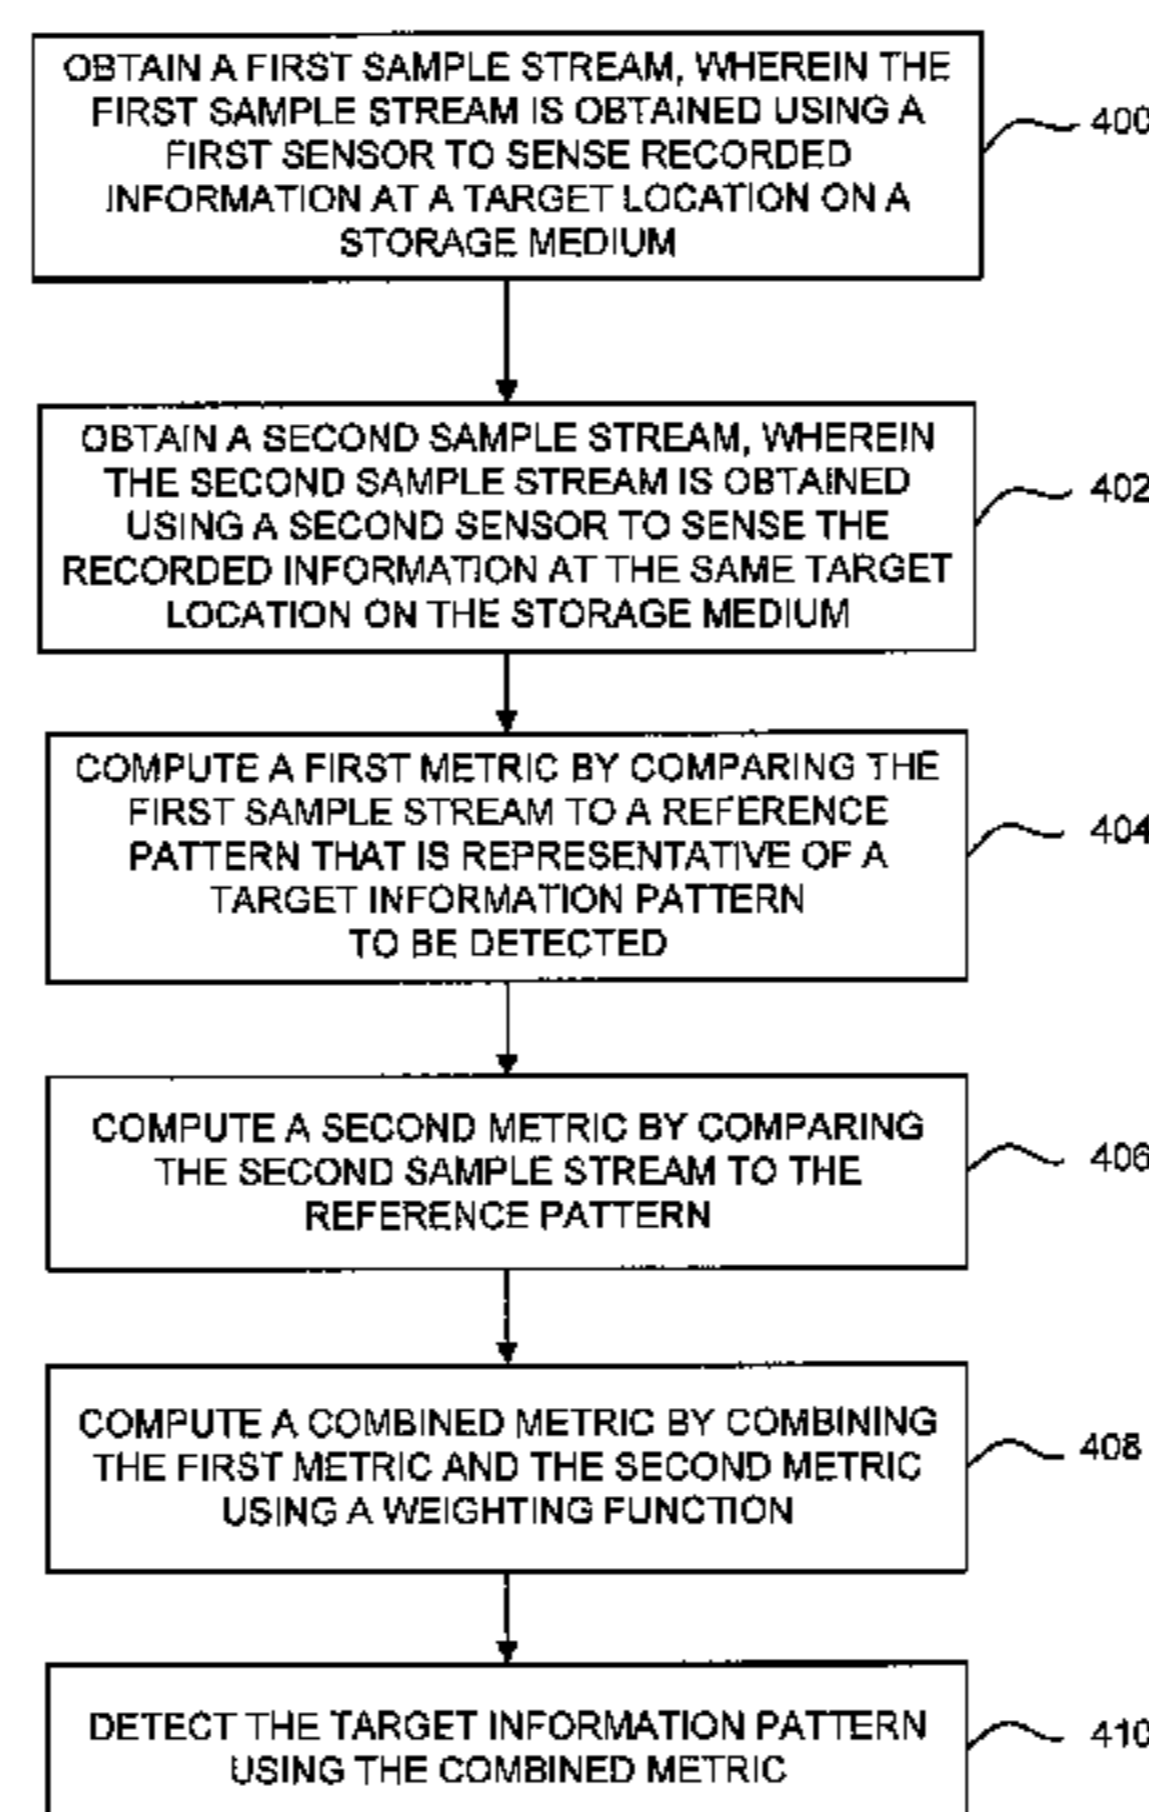 OBTAIN A FIRST SAMPLE STREAM, WHEREIN THE
FIRST SAMPLE STREAM IS OBTAINED USING A
FIRST SENSOR TO SENSE RECORDED
INFORMATION AT A TARGET LOCATION ON A
STORAGE MEDIUM
400
OBTAIN A SECOND SAMPLE STREAM, WHEREIN
THE SECOND SAMPLE STREAM IS OBTAINED
USING A SECOND SENSOR TO SENSE THE
RECORDED INFORMATION AT THE SAME TARGET
LOCATION ON THE STORAGE MEDIUM
402
COMPUTE A FIRST METRIC BY COMPARING THE
FIRST SAMPLE STREAM TO A REFERENCE
PATTERN THAT IS REPRESENTATIVE OF A
TARGET INFORMATION PATTERN
TO BE DETECTED
404
COMPUTE A SECOND METRIC BY COMPARING
THE SECOND SAMPLE STREAM TO THE
REFERENCE PATTERN
406
COMPUTE A COMBINED METRIC BY COMBINING
THE FIRST METRIC AND THE SECOND METRIC
USING A WEIGHTING FUNCTION
408
DETECT THE TARGET INFORMATION PATTERN
USING THE COMBINED METRIC
410